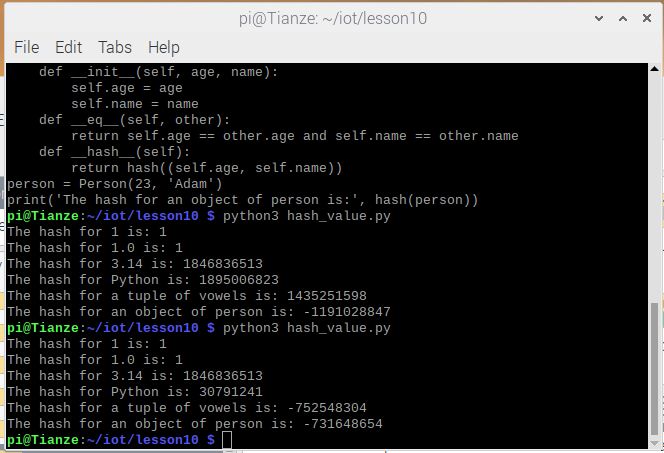 pi@Tianze: ~/iot/lesson10
File Edit Tabs Help
    def __init__(self, age, name):
        self.age = age
        self.name = name
    def __eq__(self, other):
        return self.age == other.age and self.name == other.name
    def __hash__(self):
        return hash((self.age, self.name))
person = Person(23, 'Adam')
print('The hash for an object of person is:', hash(person))
pi@Tianze:~/iot/lesson10 $ python3 hash_value.py
The hash for 1 is: 1
The hash for 1.0 is: 1
The hash for 3.14 is: 1846836513
The hash for Python is: 1895006823
The hash for a tuple of vowels is: 1435251598
The hash for an object of person is: -1191028847
pi@Tianze:~/iot/lesson10 $ python3 hash_value.py
The hash for 1 is: 1
The hash for 1.0 is: 1
The hash for 3.14 is: 1846836513
The hash for Python is: 30791241
The hash for a tuple of vowels is: -752548304
The hash for an object of person is: -731648654
pi@Tianze:~/iot/lesson10 $